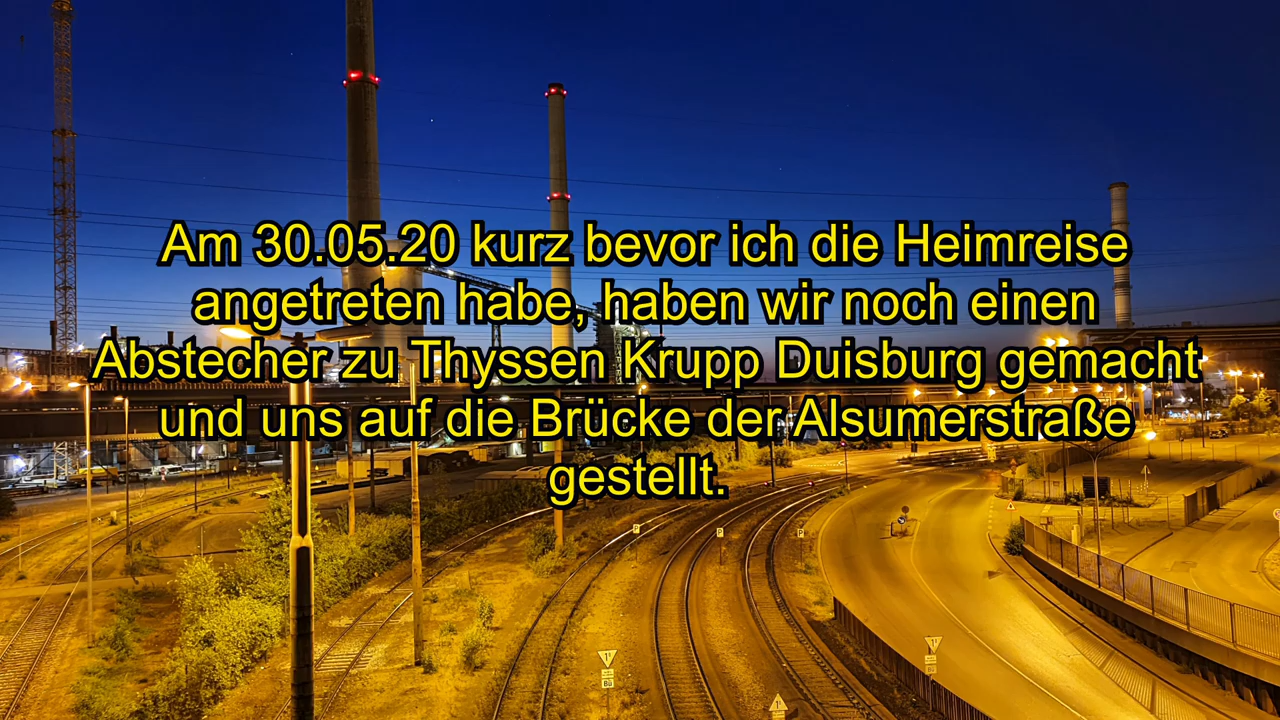 Am 30.05.20 kurz bevor ich die Heimreise
angetreten habe, haben wir noch einen
Abstecher zu Thyssen Krupp Duisburg gemacht
und uns auf die Brücke der Alsumerstraße
gestellt.
P
P
P
Bü